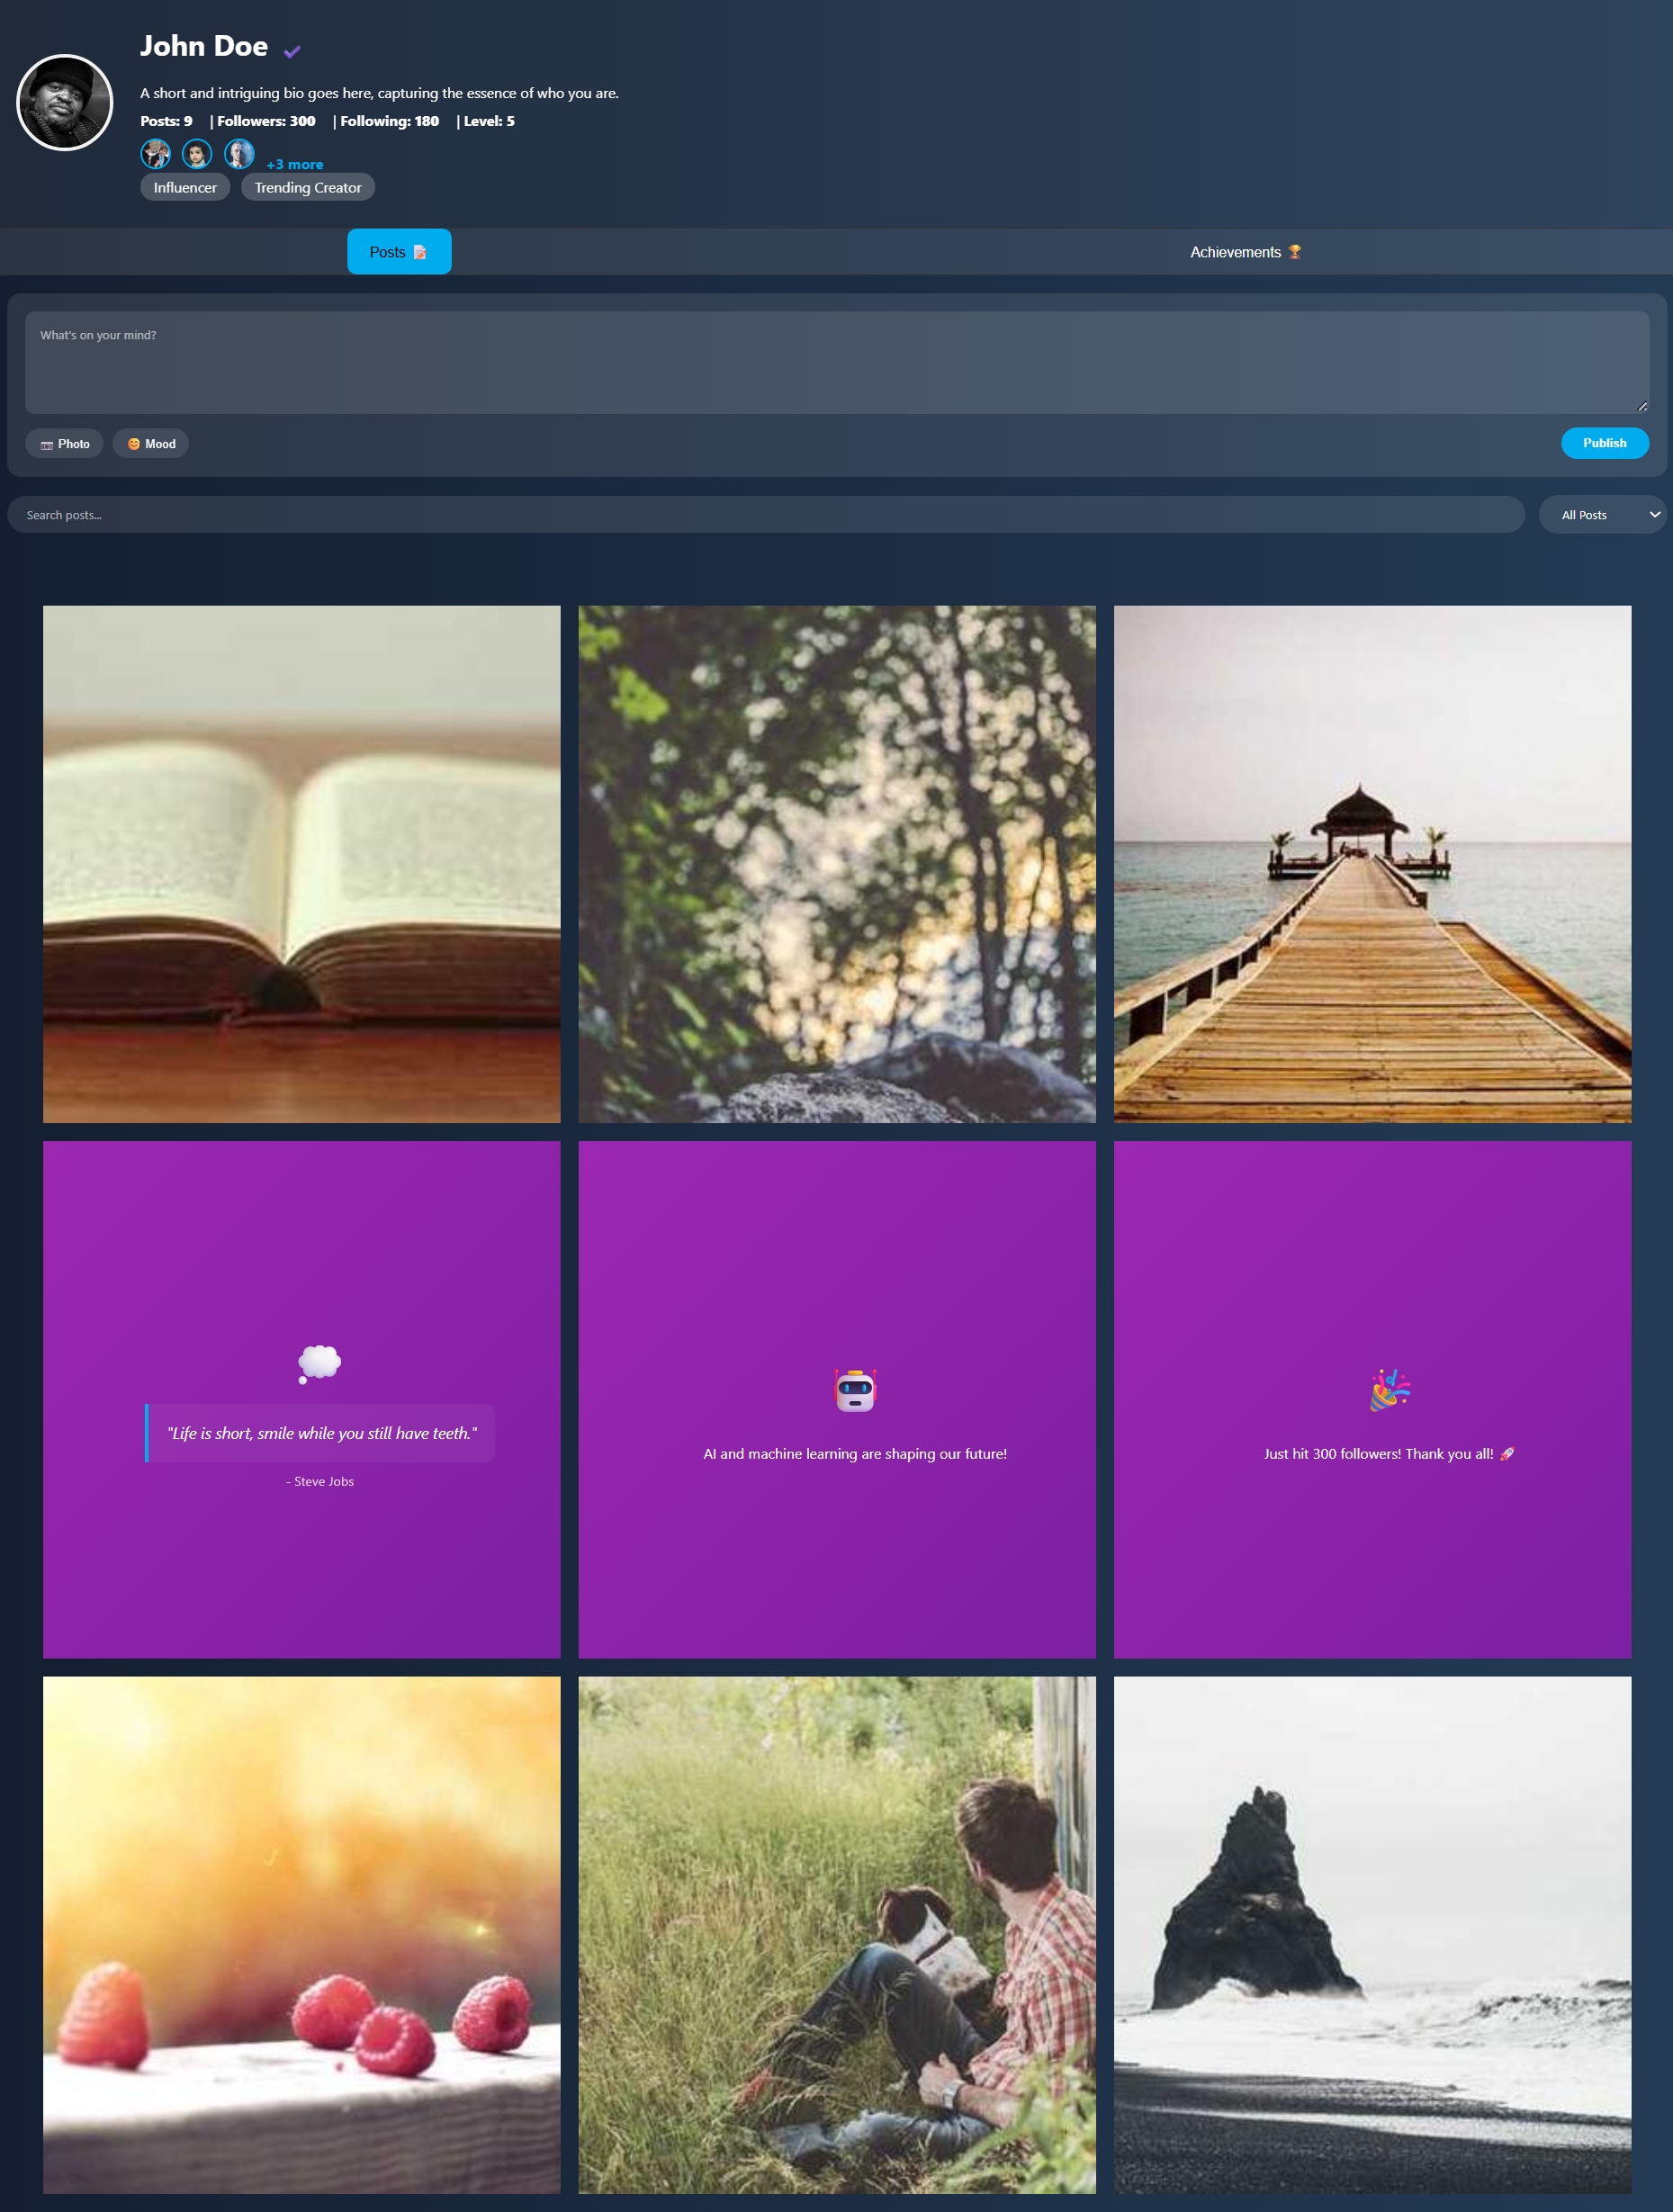 John Doe
A short and intriguing bio goes here, capturing the essence of who you are.
Posts: 9 | Followers: 300 | Following: 180 | Level: 5
+3 more
Influencer Trending Creator
Posts Achievements
What's on your mind?
Photo Mood Publish
Search posts... All Posts
"Life is short, smile while you still have teeth."
- Steve Jobs
AI and machine learning are shaping our future!
Just hit 300 followers! Thank you all! 🚀